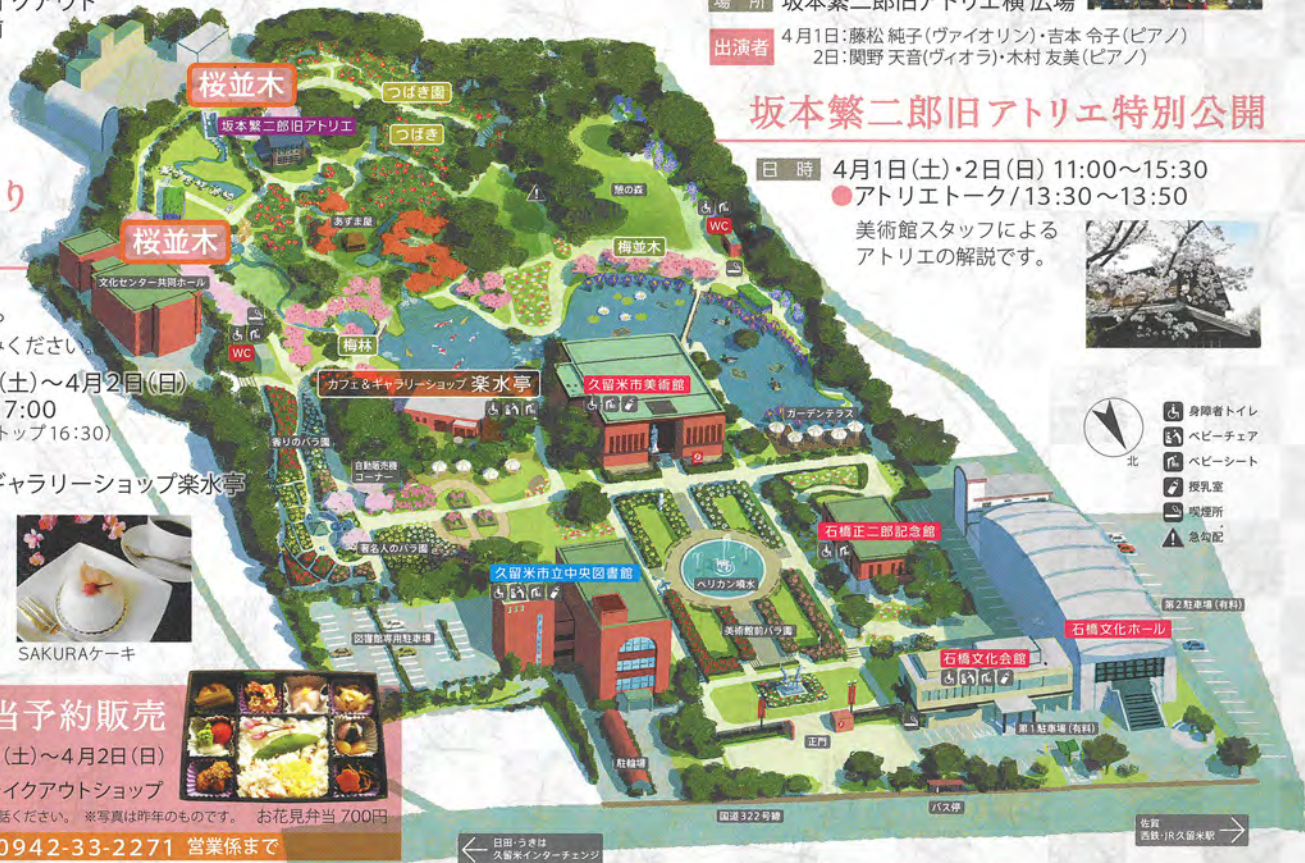 クアウト
場 所 坂本繁二郎旧アトリエ横 広場
出演者 4月1日:藤松 純子(ヴァイオリン)・吉本 令子(ピアノ)
2日:関野 天音(ヴィオラ)・木村 友美(ピアノ)
坂本繁二郎旧アトリエ特別公開
日 時 4月1日(土)・2日(日) 11:00~15:30
●アトリエトーク/13:30~13:50
美術館スタッフによる
アトリエの解説です。
桜並木
坂本繁二郎旧アトリエ
つばき園
つばき
憩の森
あずま屋
桜並木
文化センター共同ホール
梅並木
WC
WC
梅林
カフェ&ギャラリーショップ 楽水亭
久留米市美術館
ガーデンテラス
香りのバラ園
自動販売機
コーナー
著名人のバラ園
石橋正二郎記念館
久留米市立中央図書館
ペリカン噴水
図書館専用駐車場
美術館前バラ園
石橋文化会館
石橋文化ホール
第2駐車場(有料)
第1駐車場(有料)
正門
駐輪場
バス停
国道322号線
日田・うきは
久留米インターチェンジ
佐賀
西鉄・JR久留米駅
北
身障者トイレ
ベビーチェア
ベビーシート
授乳室
喫煙所
急勾配
り
みください。
(土)~4月2日(日)
17:00
トップ16:30)
ギャラリーショップ楽水亭
SAKURAケーキ
当予約販売
(土)~4月2日(日)
イクアウトショップ
話ください。 ※写真は昨年のものです。 お花見弁当 700円
0942-33-2271 営業係まで